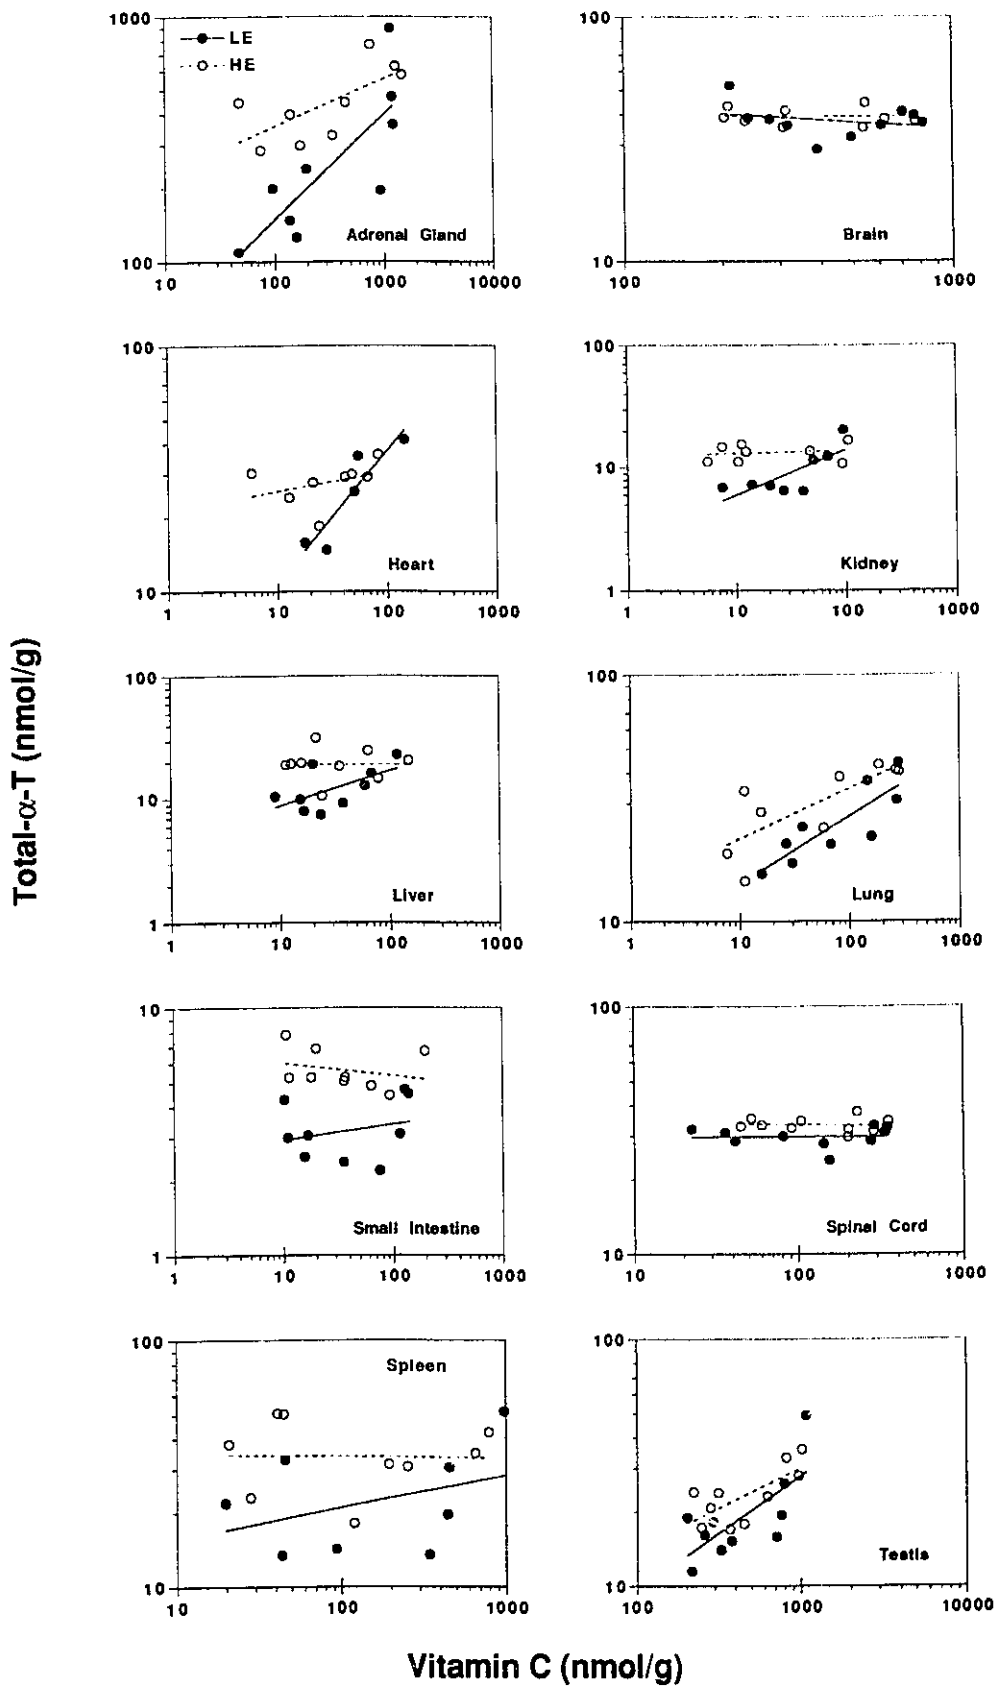 1000
LE
HE
Adrenal Gland
100
10 100 1000 10000
100
Brain
10
100 1000
100
Heart
10
1 10 100 1000
100
10
Kidney
1
1 10 100 1000
100
10
Liver
1
1 10 100 1000
100
Lung
10
1 10 100 1000
10
Small Intestine
1
1 10 100 1000
100
Spinal Cord
10
10 100 1000
100
Spleen
10
10 100 1000
100
Testis
10
100 1000 10000
Total-α-T (nmol/g)
Vitamin C (nmol/g)